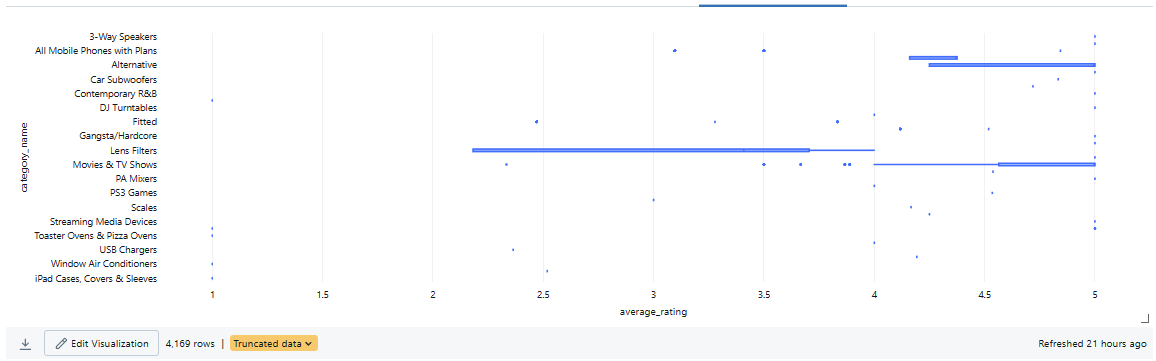 3-Way Speakers
All Mobile Phones with Plans
Alternative
Car Subwoofers
Contemporary R&B
DJ Turntables
Fitted
Gangsta/Hardcore
Lens Filters
Movies & TV Shows
PA Mixers
PS3 Games
Scales
Streaming Media Devices
Toaster Ovens & Pizza Ovens
USB Chargers
Window Air Conditioners
iPad Cases, Covers & Sleeves
category_name
1 1.5 2 2.5 3 3.5 4 4.5 5
average_rating
Edit Visualization 4,169 rows | Truncated data Refreshed 21 hours ago